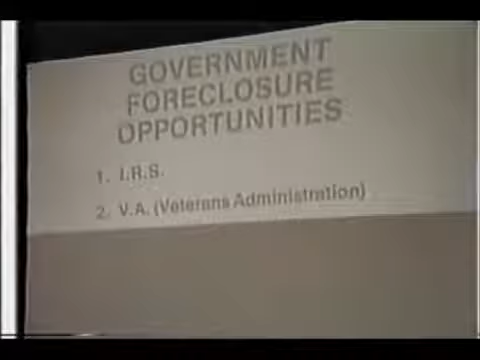 GOVERNMENT
FORECLOSURE
OPPORTUNITIES
1. I.R.S.
2. V.A. (Veterans Administration)